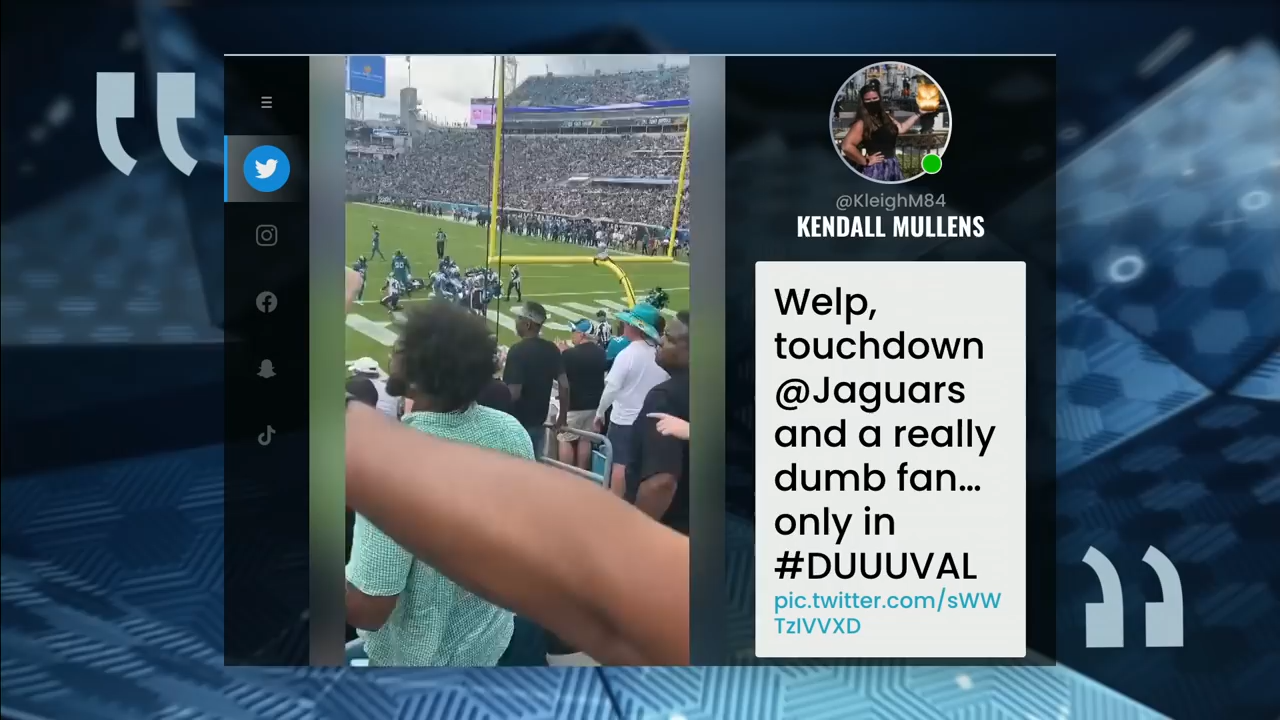 @KleighM84
KENDALL MULLENS
Welp,
touchdown
@Jaguars
and a really
dumb fan...
only in
#DUUUVAL
pic.twitter.com/sWW
TzIVVXD